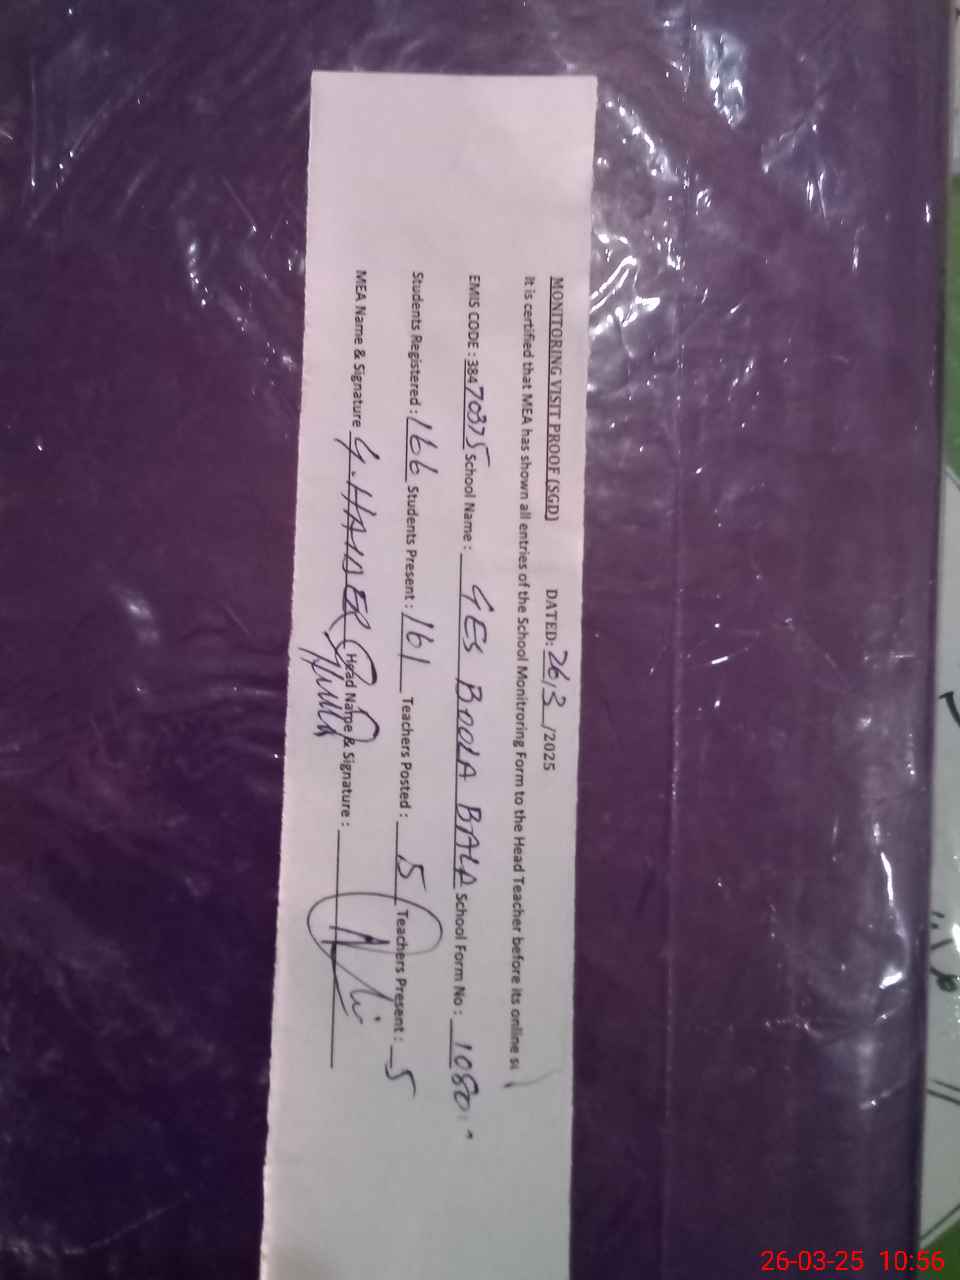 MONITORING VISIT PROOF (SGD) DATED: 26/3/2025
It is certified that MEA has shown all entries of the School Monitroring Form to the Head Teacher before its online
EMIS CODE : 38470375 School Name : GES BOOLA BALA School Form No : 1080
Students Registered : 166 Students Present : 161 Teachers Posted : 5 Teachers Present : 5
MEA Name & Signature G. HAIDER Head Name & Signature :
26-03-25 10:56